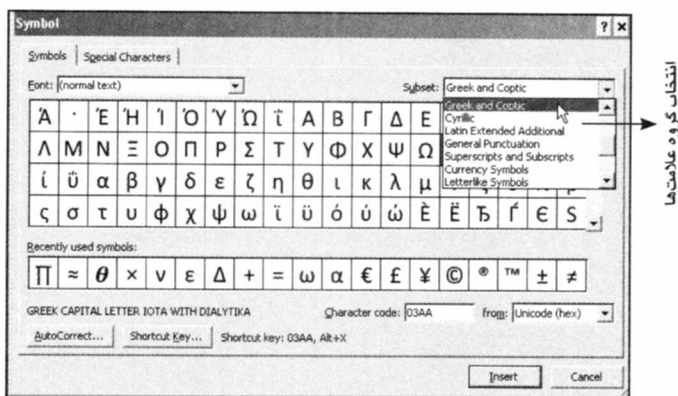 Symbol
Symbols Special Characters
Font: (normal text) Subset: Greek and Coptic
Ά · Έ Ή Ί Ό Ύ Ώ ΐ Α Β Γ Δ Ε
Greek and Coptic
Cyrillic
Latin Extended Additional
General Punctuation
Superscripts and Subscripts
Currency Symbols
Letterlike Symbols
Λ Μ Ν Ξ Ο Π Ρ Σ Τ Υ Φ Χ Ψ Ω
ί ΰ α β γ δ ε ζ η θ ι κ λ μ
ς σ τ υ φ χ ψ ω ϊ ϋ ό ύ ώ Ѐ Ё Ђ Ѓ Є Ѕ
Recently used symbols:
∏ ≈ θ × ν ε Δ + = ω α € £ ¥ © ® ™ ± ≠
GREEK CAPITAL LETTER IOTA WITH DIALYTIKA Character code: 03AA from: Unicode (hex)
AutoCorrect... Shortcut Key... Shortcut key: 03AA, Alt+X
Insert Cancel
انتخاب گروه علامت‌ها